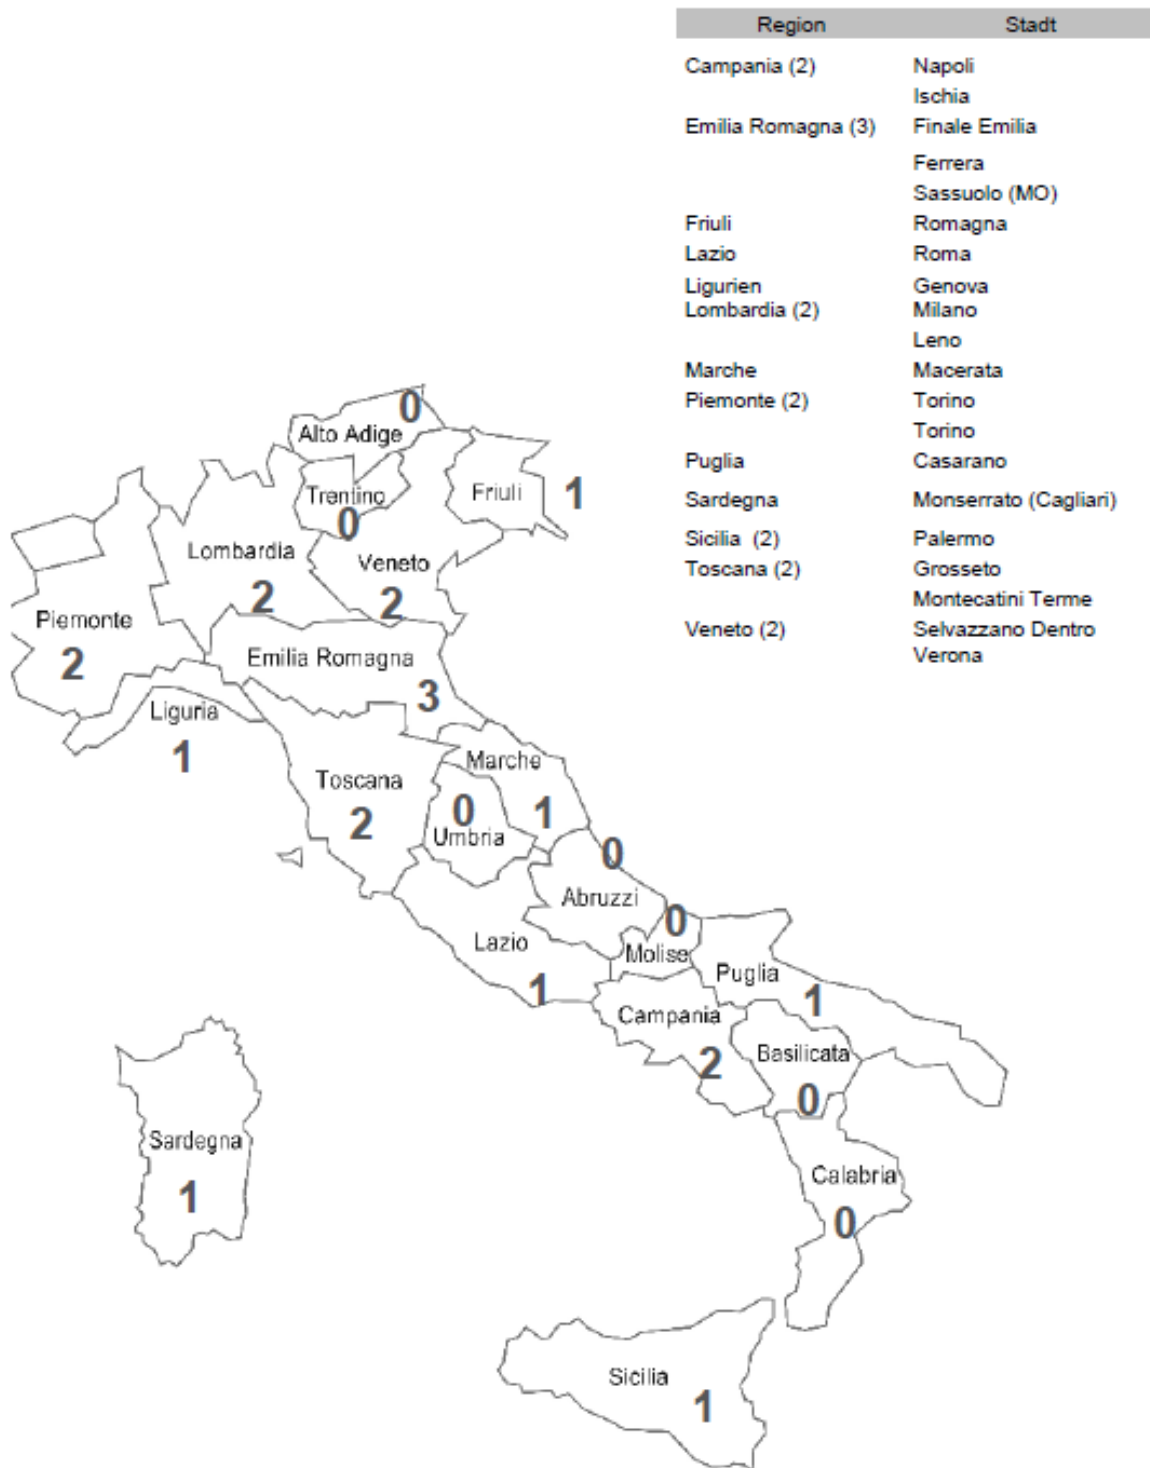 Region Stadt
Campania (2) Napoli
Ischia
Emilia Romagna (3) Finale Emilia
Ferrera
Sassuolo (MO)
Friuli Romagna
Lazio Roma
Ligurien Genova
Lombardia (2) Milano
Leno
Marche Macerata
Piemonte (2) Torino
Torino
Puglia Casarano
Sardegna Monserrato (Cagliari)
Sicilia (2) Palermo
Toscana (2) Grosseto
Montecatini Terme
Veneto (2) Selvazzano Dentro
Verona
0
Alto Adige
Trentino
0
Friuli
1
Lombardia
2
Veneto
2
Piemonte
2
Emilia Romagna
3
Liguria
1
Toscana
2
Marche
1
0
Umbria
0
Abruzzi
0
Molise
Lazio
1
Puglia
1
Campania
2
Basilicata
0
Sardegna
1
Calabria
0
Sicilia
1